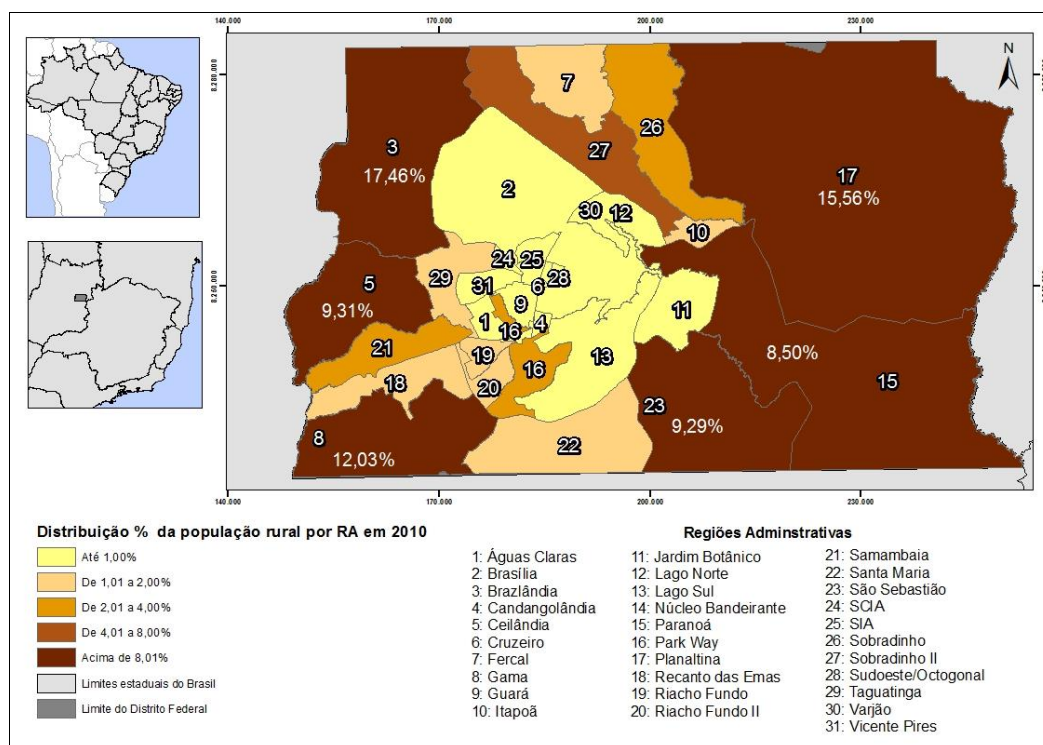 140.000 170.000 200.000 230.000
8.280.000
8.260.000
N
3
17,46%
7
26
27
17
15,56%
2
30 12
10
24 25
5
9,31%
29
31
6 28
9
11
1
16
4
21
19
16
13
8,50%
15
18
20
23
9,29%
8
12,03%
22
140.000 170.000 200.000 230.000
Distribuição % da população rural por RA em 2010
Até 1,00%
De 1,01 a 2,00%
De 2,01 a 4,00%
De 4,01 a 8,00%
Acima de 8,01%
Limites estaduais do Brasil
Limite do Distrito Federal
Regiões Adminstrativas
1: Águas Claras
2: Brasília
3: Brazlândia
4: Candangolândia
5: Ceilândia
6: Cruzeiro
7: Fercal
8: Gama
9: Guará
10: Itapoã
11: Jardim Botânico
12: Lago Norte
13: Lago Sul
14: Núcleo Bandeirante
15: Paranoá
16: Park Way
17: Planaltina
18: Recanto das Emas
19: Riacho Fundo
20: Riacho Fundo II
21: Samambaia
22: Santa Maria
23: São Sebastião
24: SCIA
25: SIA
26: Sobradinho
27: Sobradinho II
28: Sudoeste/Octogonal
29: Taguatinga
30: Varjão
31: Vicente Pires